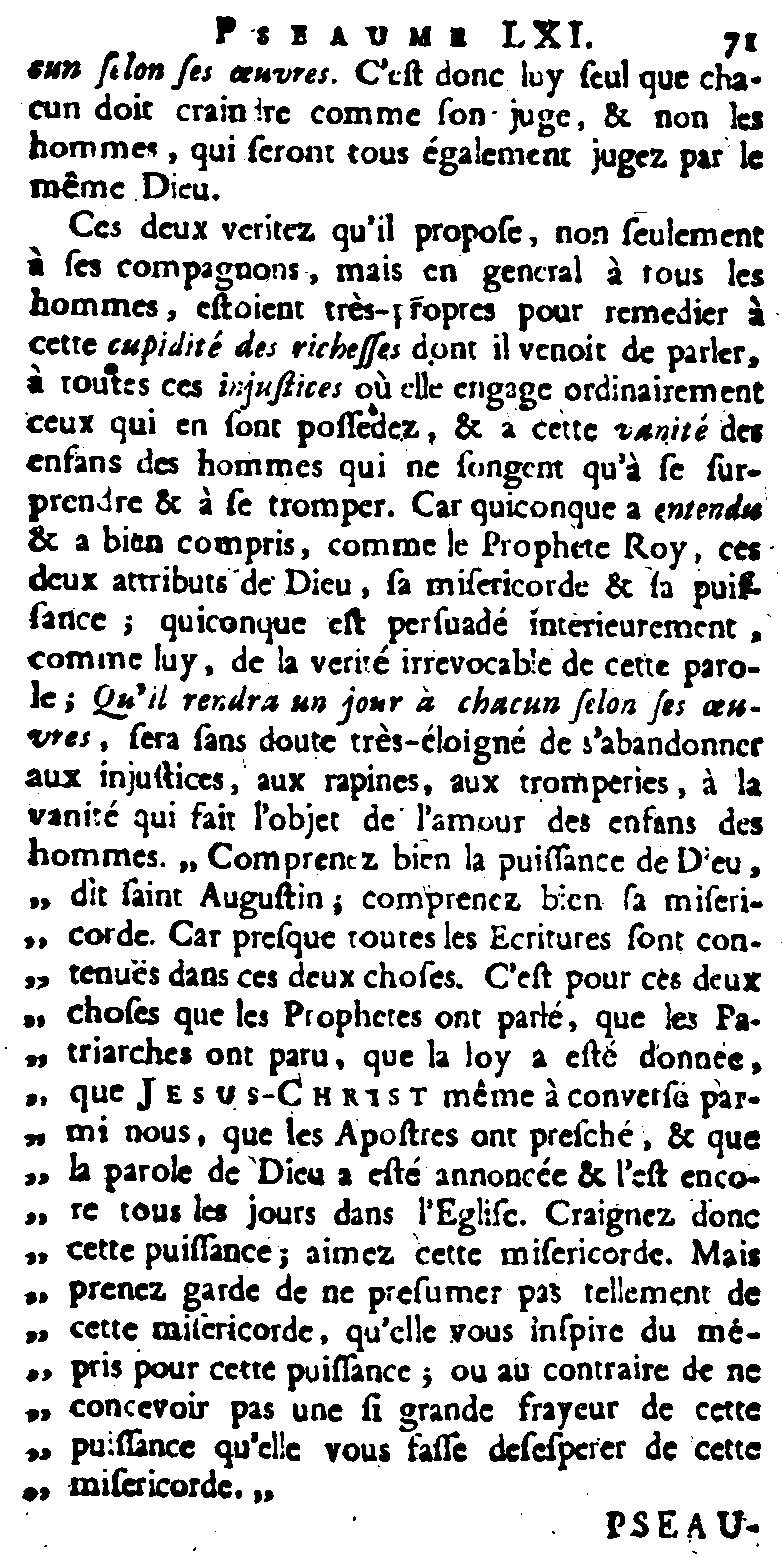 PSEAUME LXI. 71
cun ſelon ſes œuvres. C'eſt donc luy ſeul que cha-
cun doit craindre comme ſon juge, & non les
hommes, qui ſeront tous également jugez par le
même Dieu.
Ces deux veritez qu'il propoſe, non ſeulement
à ſes compagnons, mais en general à tous les
hommes, eſtoient très-propres pour remedier à
cette cupidité des richeſſes dont il venoit de parler,
à toutes ces injuſtices où elle engage ordinairement
ceux qui en ſont poſſedez, & à cette vanité des
enfans des hommes qui ne ſongent qu'à ſe ſur-
prendre & à ſe tromper. Car quiconque a entendu
& a bien compris, comme le Prophete Roy, ces
deux attributs de Dieu, ſa miſericorde & ſa puiſ-
ſance ; quiconque eſt perſuadé interieurement,
comme luy, de la verité irrevocable de cette paro-
le ; Qu'il rendra un jour à chacun ſelon ſes œu-
vres, ſera ſans doute très-éloigné de s'abandonner
aux injuſtices, aux rapines, aux tromperies, à la
vanité qui fait l'objet de l'amour des enfans des
hommes. „ Comprenez bien la puiſſance de Dieu,
„ dit ſaint Auguſtin ; comprenez bien ſa miſeri-
„ corde. Car preſque toutes les Ecritures ſont con-
„ tenuës dans ces deux choſes. C'eſt pour ces deux
„ choſes que les Prophetes ont parlé, que les Pa-
„ triarches ont paru, que la loy a eſté donnée,
„ que JESUS-CHRIST même à converſé par-
„ mi nous, que les Apoſtres ont preſché, & que
„ la parole de Dieu a eſté annoncée & l'eſt enco-
„ re tous les jours dans l'Egliſe. Craignez donc
„ cette puiſſance ; aimez cette miſericorde. Mais
„ prenez garde de ne preſumer pas tellement de
„ cette miſericorde, qu'elle vous inſpire du mé-
„ pris pour cette puiſſance ; ou au contraire de ne
„ concevoir pas une ſi grande frayeur de cette
„ puiſſance qu'elle vous faſſe deſeſperer de cette
„ miſericorde. „
PSEAU-